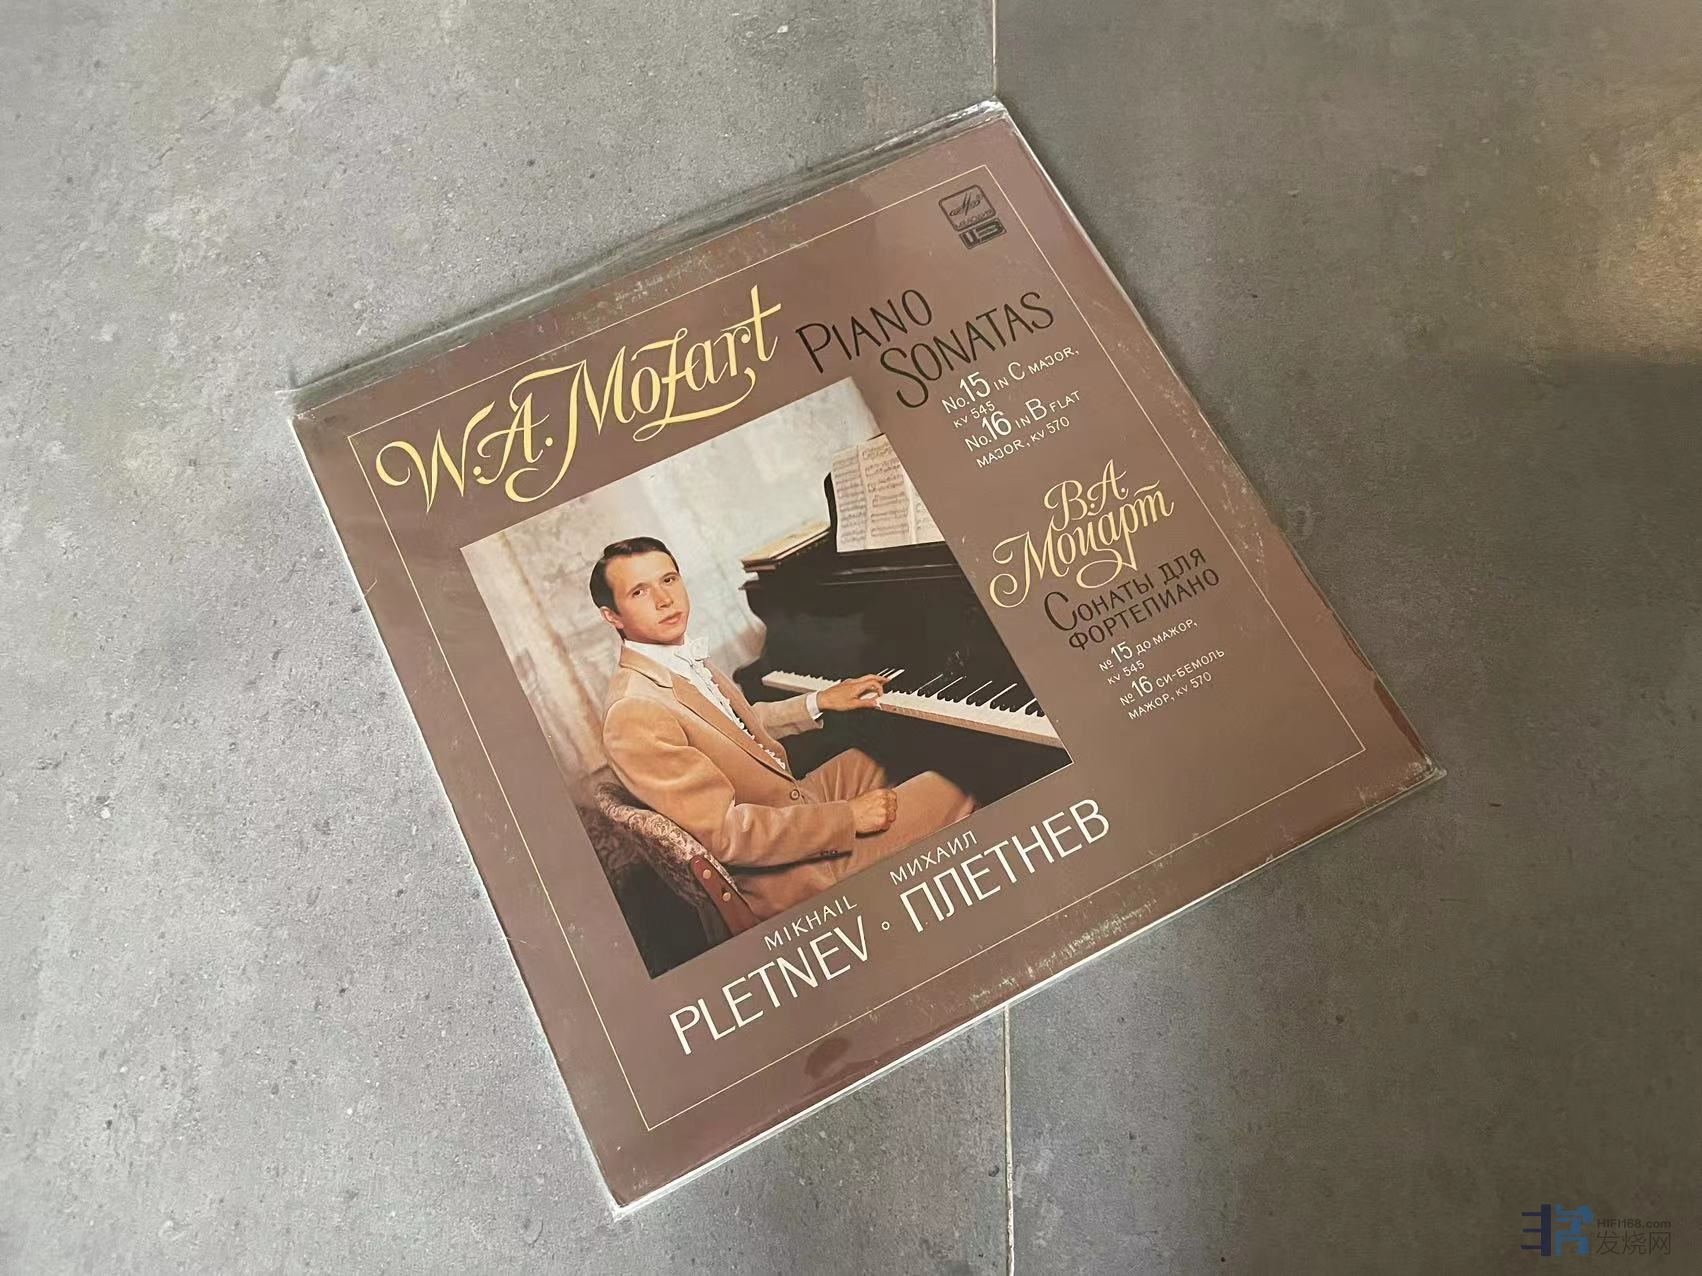 W.A. Mozart
PIANO
SONATAS
No.15 IN C MAJOR,
KV 545
No.16 IN B FLAT
MAJOR, KV 570
В.А.
Моцарт
СОНАТЫ ДЛЯ
ФОРТЕПИАНО
№ 15 ДО МАЖОР,
KV 545
№ 16 СИ-БЕМОЛЬ
МАЖОР, KV 570
MIKHAIL
PLETNEV
МИХАИЛ
ПЛЕТНЕВ
HIFI168.com
发烧网